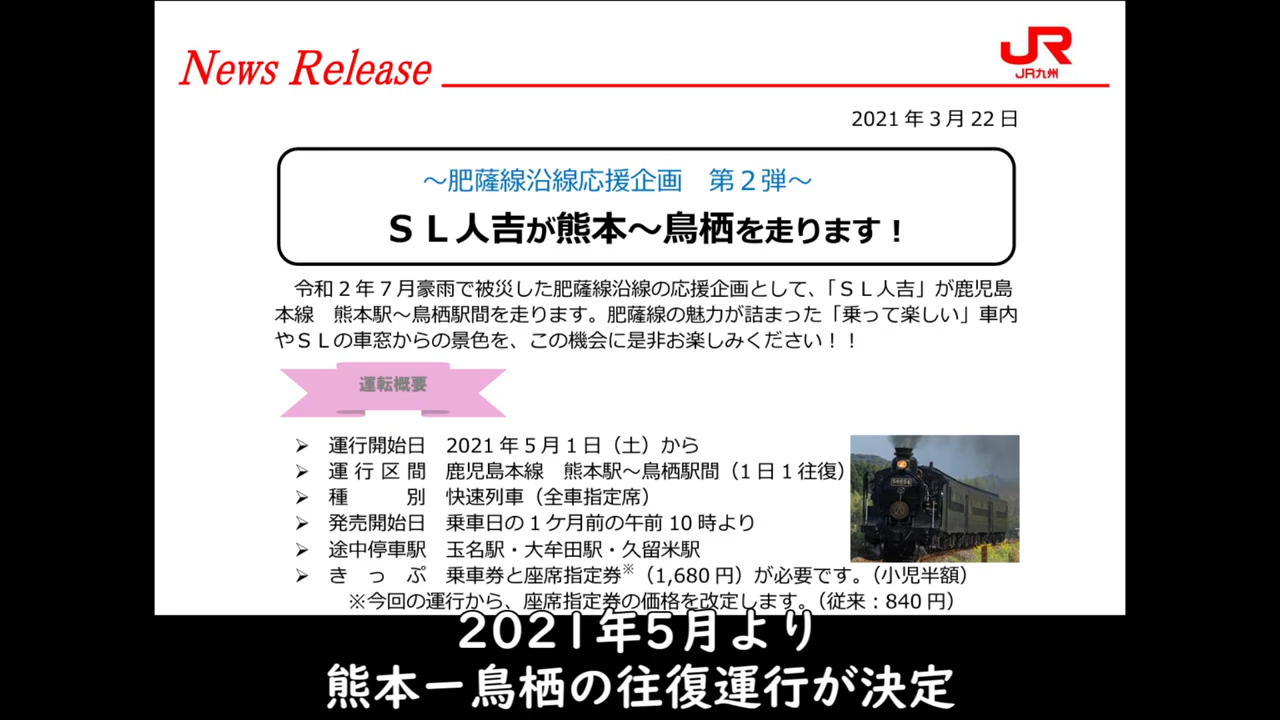 News Release
JR
JR九州
2021年3月22日
～肥薩線沿線応援企画　第２弾～
ＳＬ人吉が熊本～鳥栖を走ります！
令和２年７月豪雨で被災した肥薩線沿線の応援企画として、「ＳＬ人吉」が鹿児島
本線　熊本駅～鳥栖駅間を走ります。肥薩線の魅力が詰まった「乗って楽しい」車内
やＳＬの車窓からの景色を、この機会に是非お楽しみください！！
運転概要
➢ 運行開始日　2021年５月１日（土）から
➢ 運行区間　鹿児島本線　熊本駅～鳥栖駅間（１日１往復）
➢ 種別　快速列車（全車指定席）
➢ 発売開始日　乗車日の１ケ月前の午前10時より
➢ 途中停車駅　玉名駅・大牟田駅・久留米駅
➢ きっぷ　乗車券と座席指定券※（1,680円）が必要です。（小児半額）
※今回の運行から、座席指定券の価格を改定します。（従来：840円）
58654
2021年5月より
熊本ー鳥栖の往復運行が決定